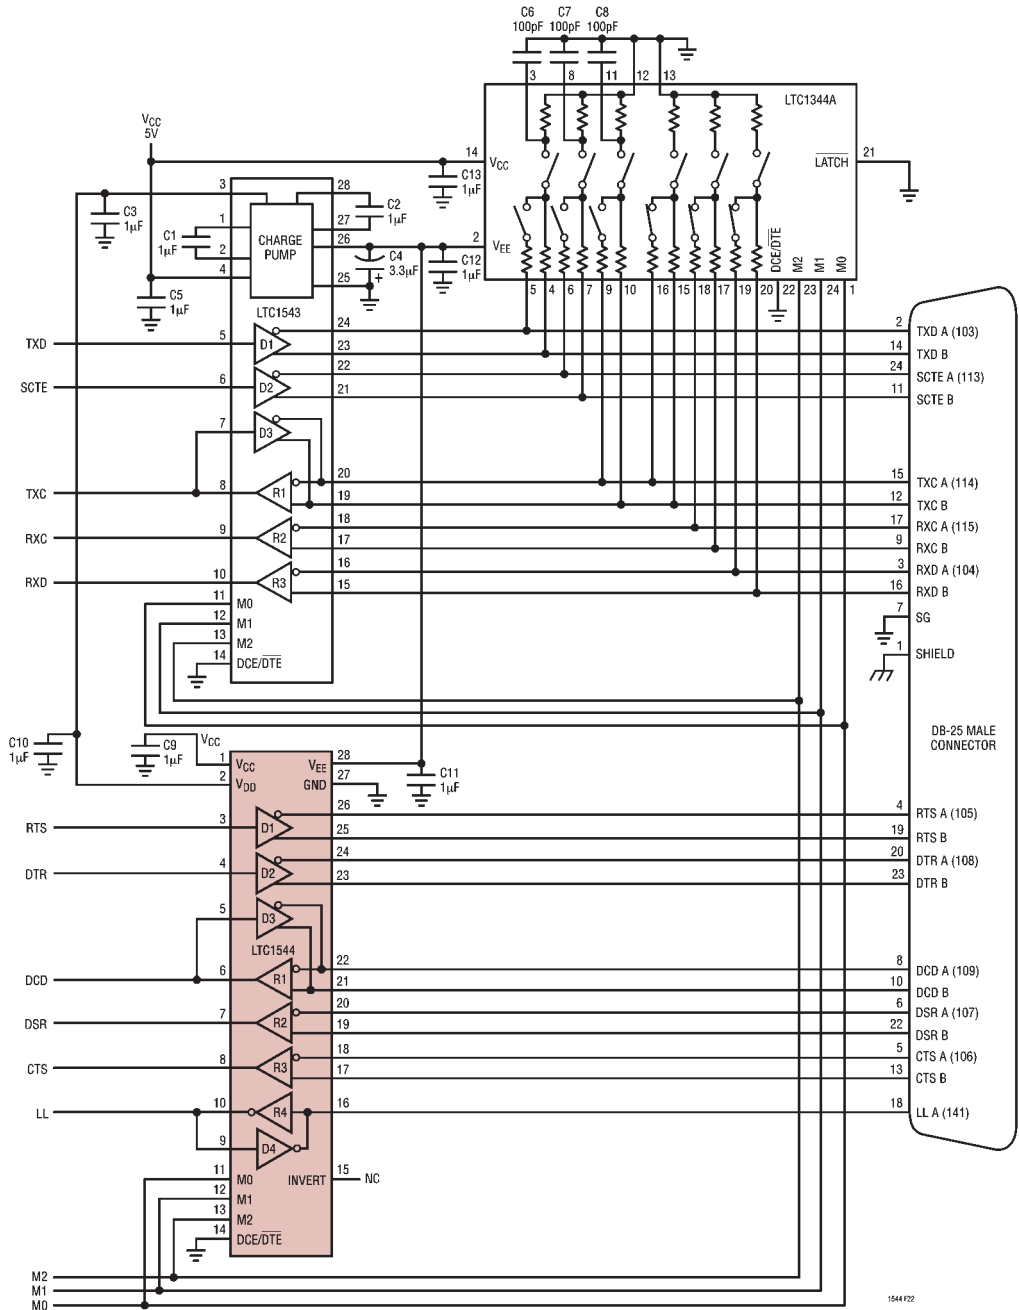 C6 C7 C8
100pF 100pF 100pF
3 8 11 12 13
LTC1344A
VCC
5V
14 VCC
LATCH 21
C13
1µF
3 28
C3
1µF
C2
1µF
1 27
C1
1µF
CHARGE
PUMP
26 2 VEE
2
C4
3.3µF
+
C12
1µF
4 25
C5
1µF
DCE/DTE M2 M1 M0
5 4 6 7 9 10 16 15 18 17 19 20 22 23 24 1
LTC1543
TXD 5 D1 24 2 TXD A (103)
23 14 TXD B
SCTE 6 D2 22 24 SCTE A (113)
21 11 SCTE B
7 D3
TXC 8 R1 20 15 TXC A (114)
19 12 TXC B
RXC 9 R2 18 17 RXC A (115)
17 9 RXC B
RXD 10 R3 16 3 RXD A (104)
15 16 RXD B
11 M0
12 M1
13 M2
14 DCE/DTE
7 SG
1 SHIELD
DB-25 MALE
CONNECTOR
C10
1µF
C9
1µF
VCC
1 VCC VEE 28
2 VDD GND 27
C11
1µF
RTS 3 D1 26 4 RTS A (105)
25 19 RTS B
DTR 4 D2 24 20 DTR A (108)
23 23 DTR B
5 D3
LTC1544
DCD 6 R1 22 8 DCD A (109)
21 10 DCD B
DSR 7 R2 20 6 DSR A (107)
19 22 DSR B
CTS 8 R3 18 5 CTS A (106)
17 13 CTS B
LL 10 R4 16 18 LL A (141)
9 D4
11 M0 INVERT 15 NC
12 M1
13 M2
14 DCE/DTE
M2
M1
M0
1544 F22